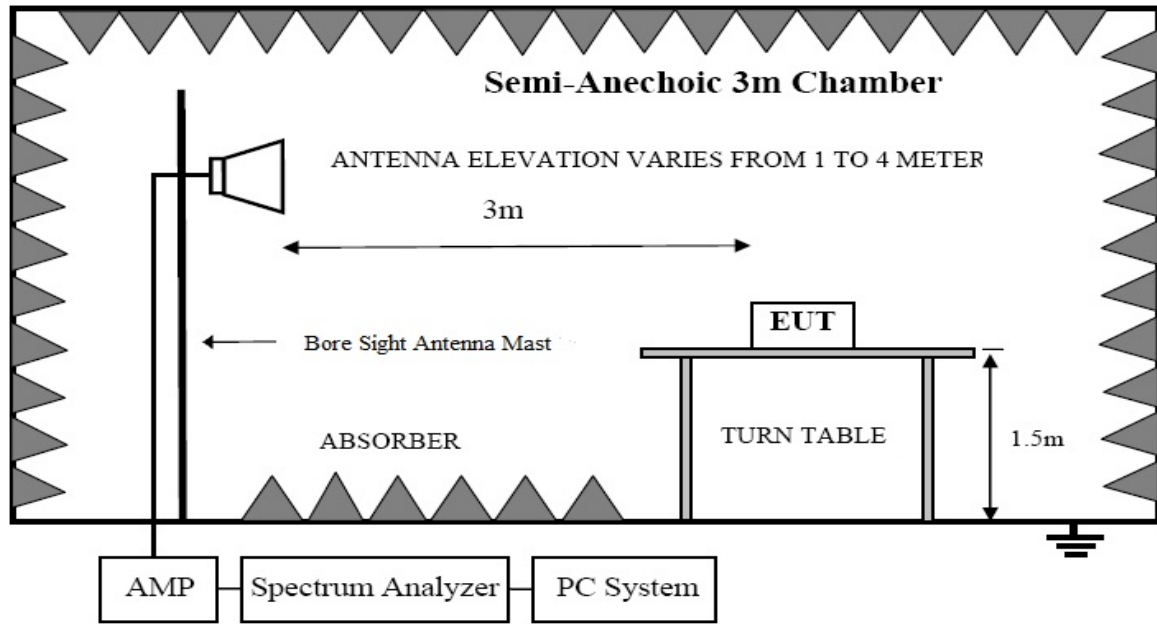 Semi-Anechoic 3m Chamber
ANTENNA ELEVATION VARIES FROM 1 TO 4 METER
3m
EUT
Bore Sight Antenna Mast
ABSORBER
TURN TABLE
1.5m
AMP
Spectrum Analyzer
PC System